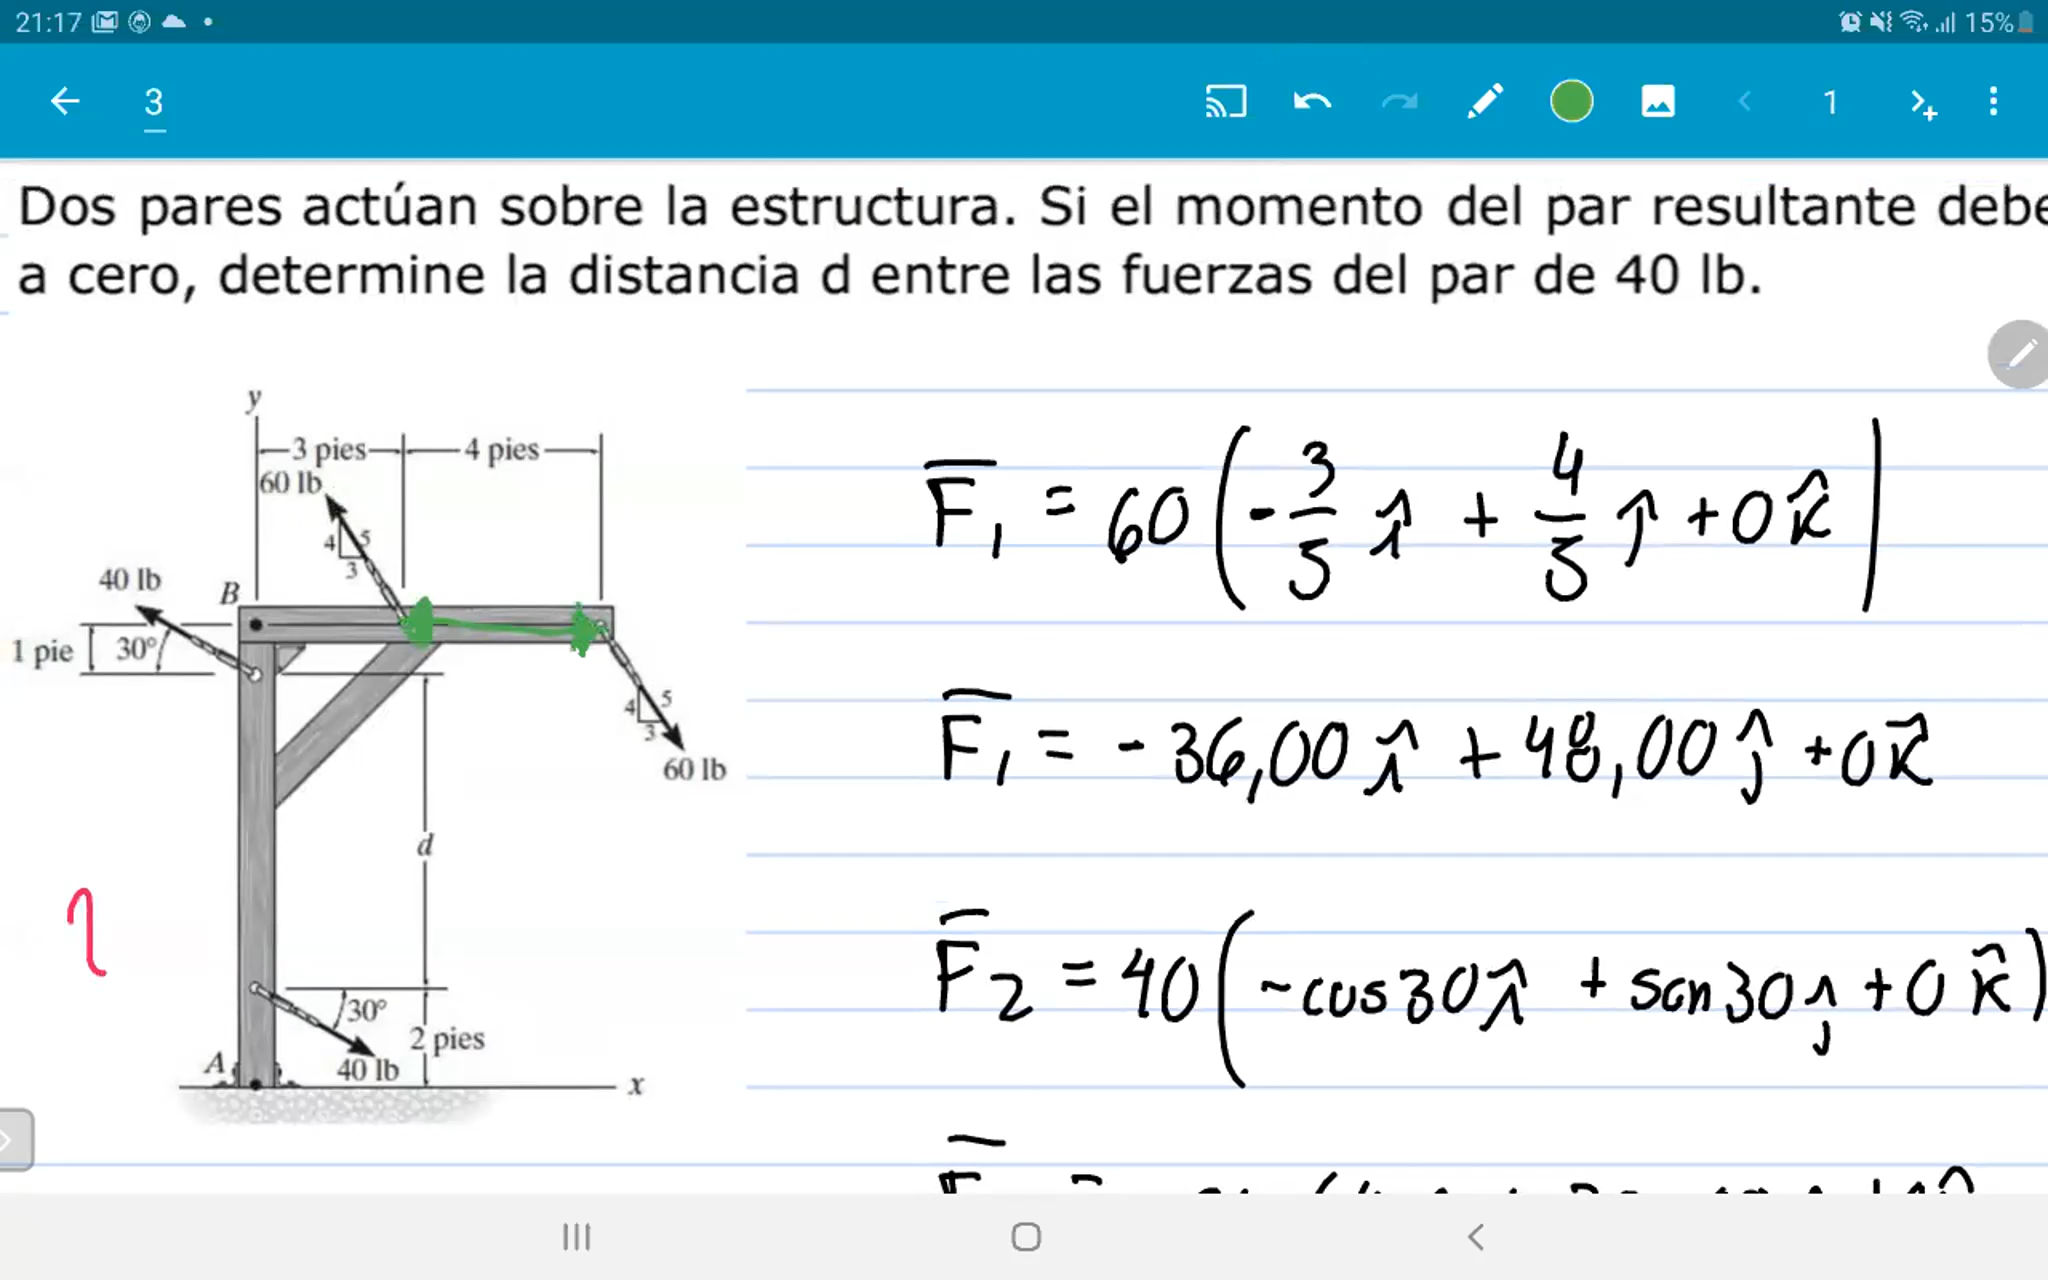 21:17
15%
3
1
Dos pares actúan sobre la estructura. Si el momento del par resultante debe
a cero, determine la distancia d entre las fuerzas del par de 40 lb.
y
3 pies
4 pies
60 lb
4
5
3
40 lb
B
1 pie
30°
4
5
3
60 lb
d
30°
2 pies
A
40 lb
x
F₁ = 60 ( - 3/5 î + 4/5 ĵ + 0 k̂ )
F₁ = - 36,00 î + 48,00 ĵ + 0 k̂
F2 = 40 ( -cos30 î + sen30 ĵ + 0 k̂ )